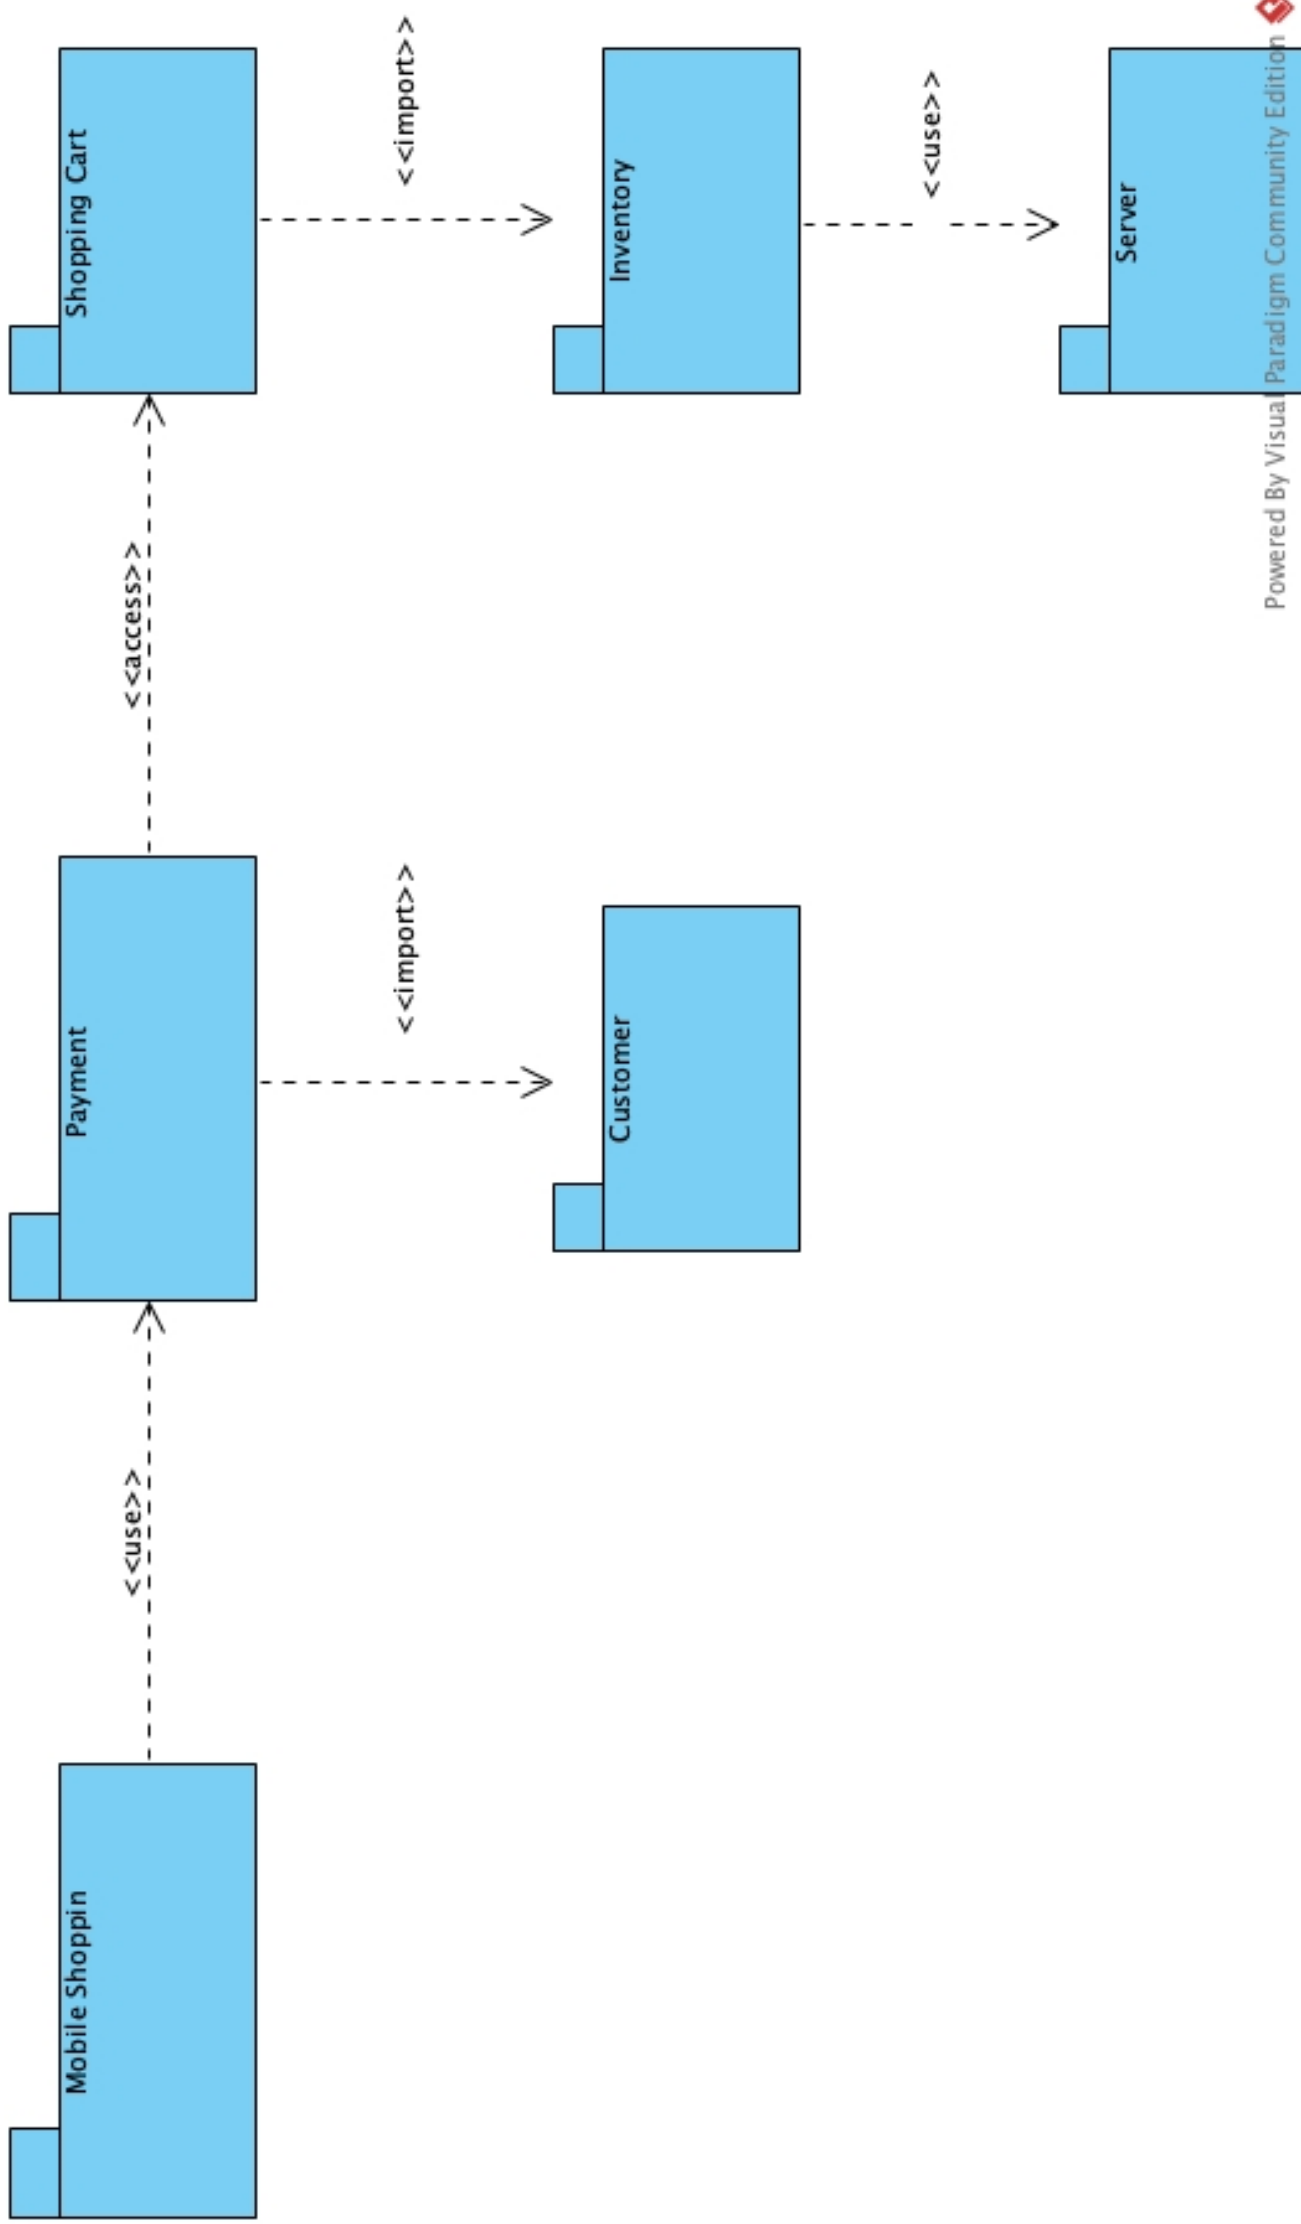 Mobile Shoppin
<<use>>
Payment
<<access>>
Shopping Cart
<<import>>
<<import>>
Customer
Inventory
<<use>>
Server
Powered By Visual Paradigm Community Edition